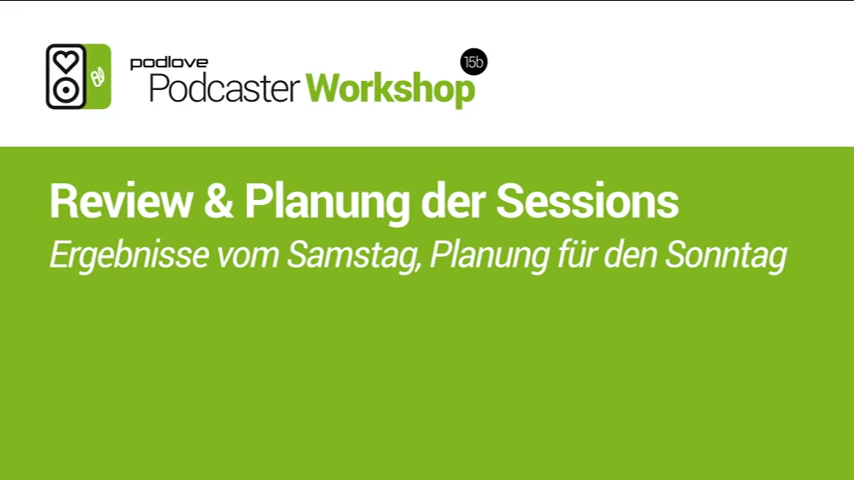 podlove
Podcaster Workshop 15b
Review & Planung der Sessions
Ergebnisse vom Samstag, Planung für den Sonntag